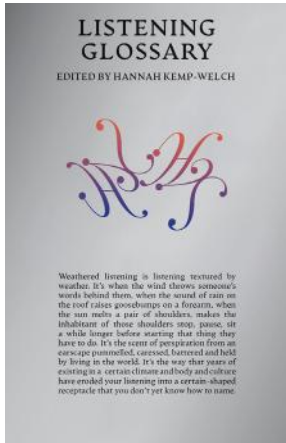 LISTENING
GLOSSARY
EDITED BY HANNAH KEMP-WELCH
Weathered listening is listening textured by
weather. It's when the wind throws someone's
words behind them, when the sound of rain on
the roof raises goosebumps on a forearm, when
the sun melts a pair of shoulders, makes the
inhabitant of those shoulders stop, pause, sit
a while longer before starting that thing they
have to do. It's the scent of perspiration from an
earscape pummelled, caressed, battered and held
by living in the world. It's the way that years of
existing in a certain climate and body and culture
have eroded your listening into a certain-shaped
receptacle that you don't yet know how to name.